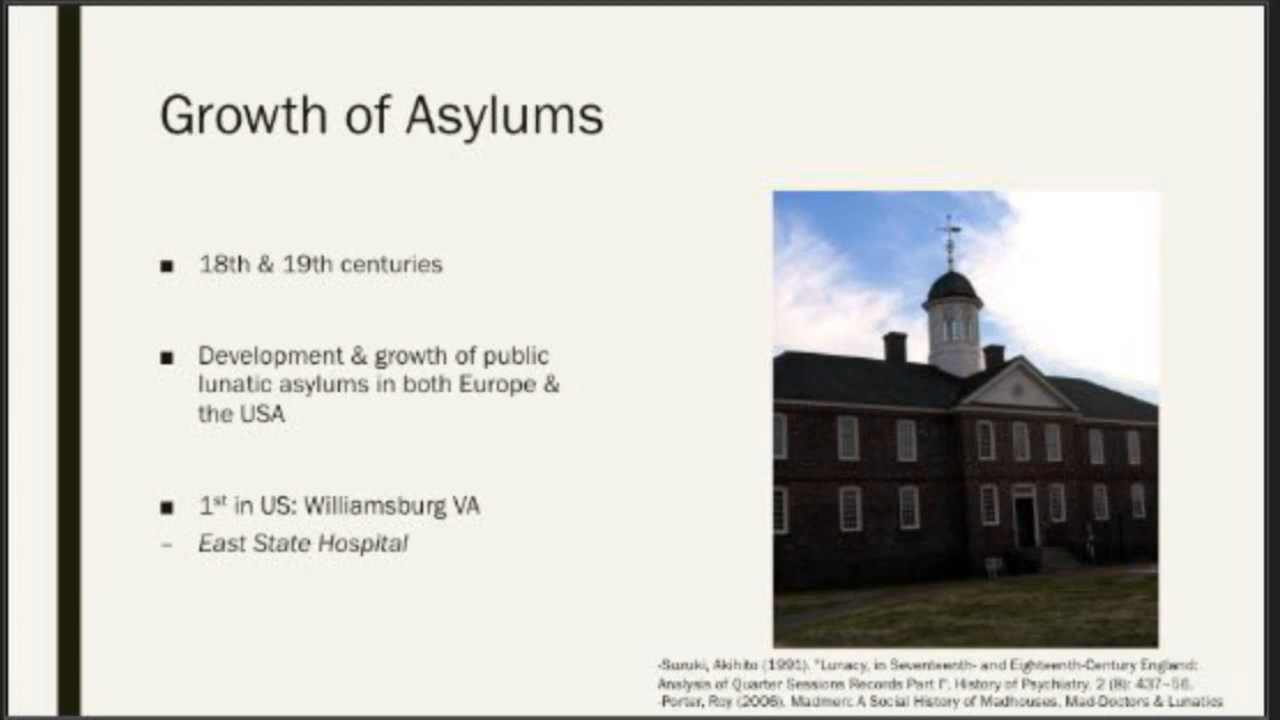 Growth of Asylums
■ 18th & 19th centuries
■ Development & growth of public
lunatic asylums in both Europe &
the USA
■ 1st in US: Williamsburg VA
– East State Hospital
-Suzuki, Akihito (1991). "Lunacy, in Seventeenth- and Eighteenth-Century England:
Analysis of Quarter Sessions Records Part I". History of Psychiatry. 2 (8): 437–56.
-Porter, Roy (2006). Madmen: A Social History of Madhouses, Mad-Doctors & Lunatics